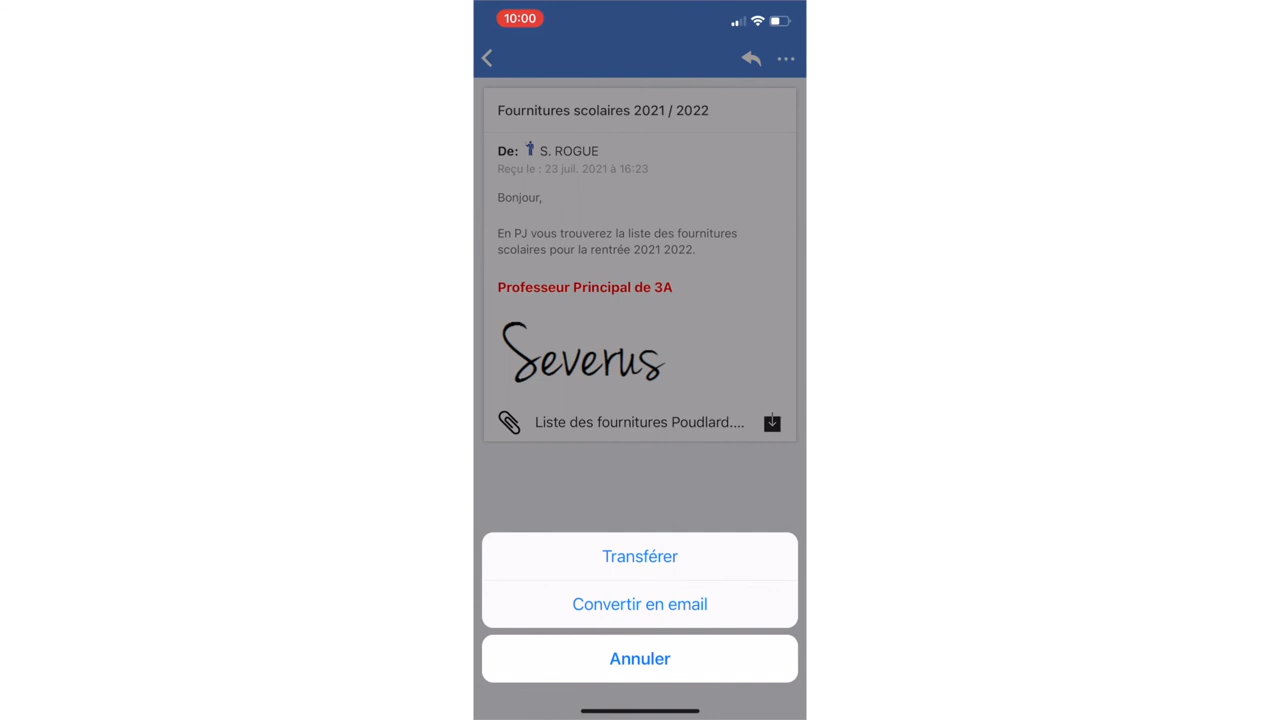 10:00
Fournitures scolaires 2021 / 2022
De: S. ROGUE
Reçu le : 23 juil. 2021 à 16:23
Bonjour,
En PJ vous trouverez la liste des fournitures
scolaires pour la rentrée 2021 2022.
Professeur Principal de 3A
Severus
Liste des fournitures Poudlard....
Transférer
Convertir en email
Annuler